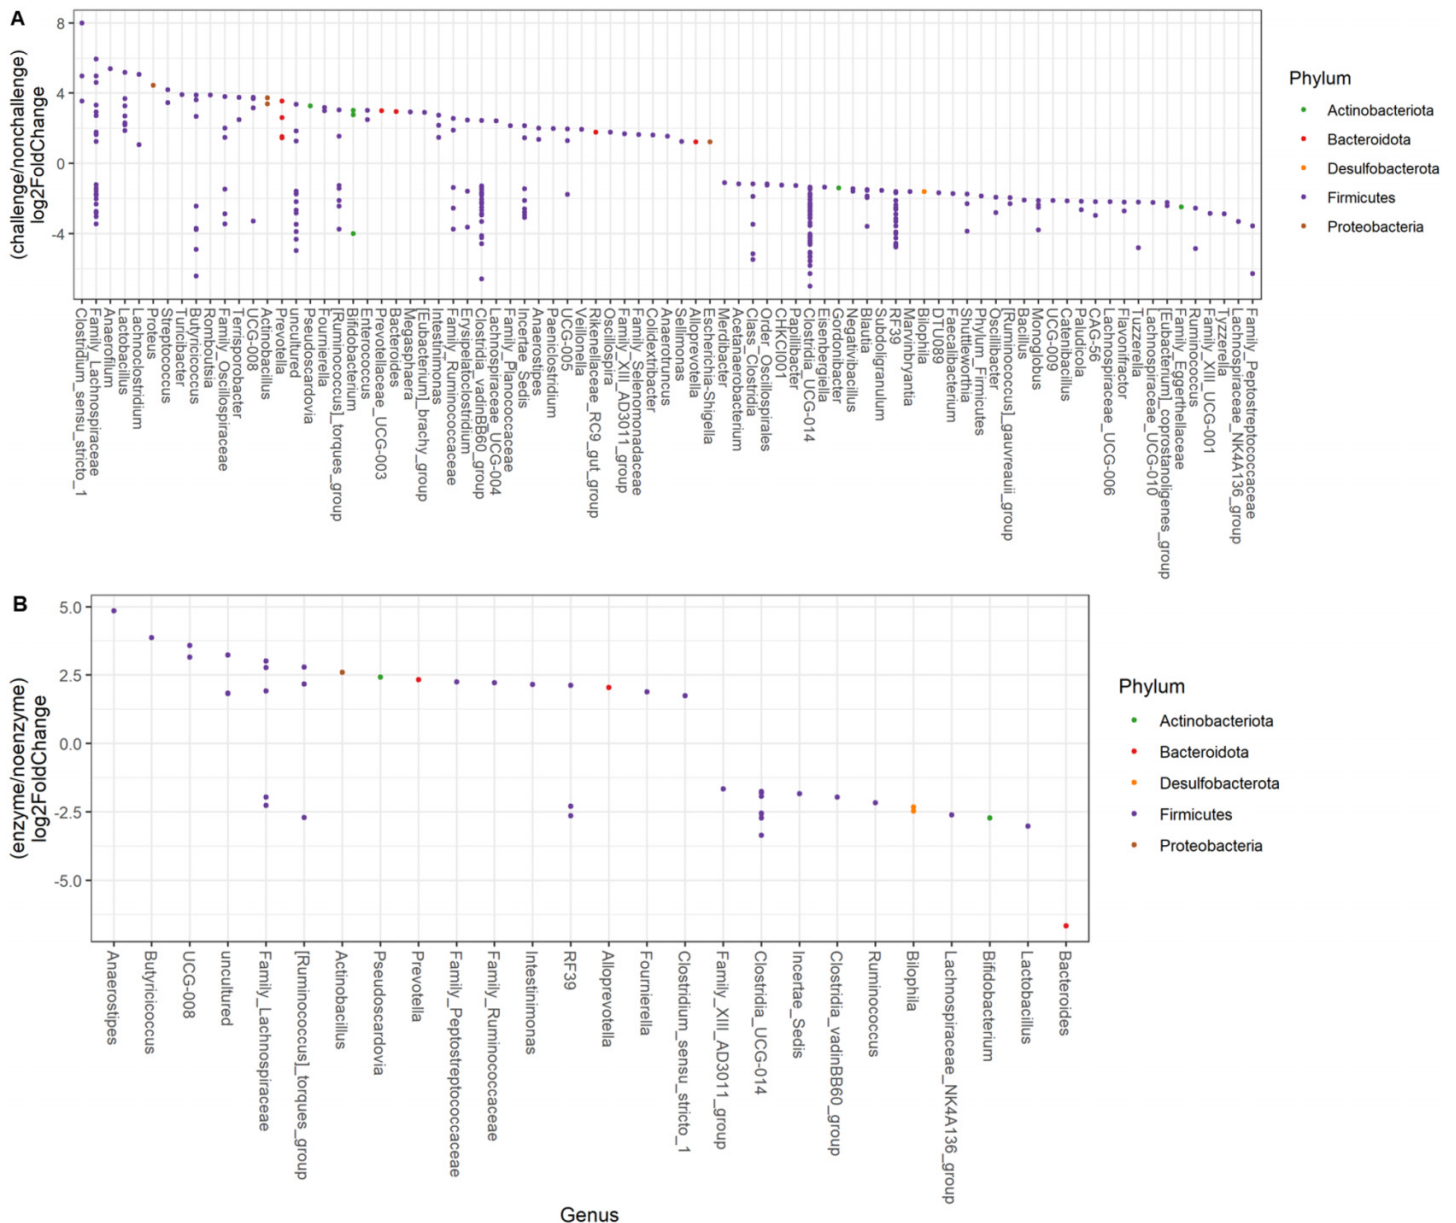 A
(challenge/nonchallenge)
log2FoldChange
8
4
0
-4
Clostridium_sensu_stricto_1
Family_Lachnospiraceae
Anaerofilum
Lactobacillus
Lachnoclostridium
Proteus
Streptococcus
Turicibacter
Butyricicoccus
Romboutsia
Family_Oscillospiraceae
Terrisporobacter
UCG-008
Actinobacillus
Prevotella
uncultured
Pseudoscardovia
Fournierella
[Ruminococcus]_torques_group
Bifidobacterium
Enterococcus
Prevotellaceae_UCG-003
Bacteroides
Megasphaera
[Eubacterium]_brachy_group
Intestinimonas
Family_Ruminococcaceae
Erysipelatoclostridium
Clostridia_vadinBB60_group
Lachnospiraceae_UCG-004
Family_Planococcaceae
Incertae_Sedis
Anaerostipes
Paeniclostridium
UCG-005
Veillonella
Rikenellaceae_RC9_gut_group
Oscillospira
Family_XIII_AD3011_group
Family_Selenomonadaceae
Colidextribacter
Anaerotruncus
Sellimonas
Alloprevotella
Escherichia-Shigella
Merdibacter
Acetanaerobacterium
Class_Clostridia
Order_Oscillospirales
CHKCI001
Papillibacter
Clostridia_UCG-014
Eisenbergiella
Gordonibacter
Negativibacillus
Blautia
Subdoligranulum
RF39
Marvinbryantia
Bilophila
DTU089
Faecalibacterium
Shuttleworthia
Phylum_Firmicutes
Oscillibacter
[Ruminococcus]_gauvreauii_group
Bacillus
Monoglobus
UCG-009
Catenibacillus
Paludicola
CAG-56
Lachnospiraceae_UCG-006
Flavonifractor
Tuzzerella
Lachnospiraceae_UCG-010
[Eubacterium]_coprostanoligenes_group
Family_Eggerthellaceae
Ruminococcus
Family_XIII_UCG-001
Tyzzerella
Lachnospiraceae_NK4A136_group
Family_Peptostreptococcaceae
Phylum
Actinobacteriota
Bacteroidota
Desulfobacterota
Firmicutes
Proteobacteria
B
(enzyme/noenzyme)
log2FoldChange
5.0
2.5
0.0
-2.5
-5.0
Anaerostipes
Butyricicoccus
UCG-008
uncultured
Family_Lachnospiraceae
[Ruminococcus]_torques_group
Actinobacillus
Pseudoscardovia
Prevotella
Family_Peptostreptococcaceae
Family_Ruminococcaceae
Intestinimonas
RF39
Alloprevotella
Fournierella
Clostridium_sensu_stricto_1
Family_XIII_AD3011_group
Clostridia_UCG-014
Incertae_Sedis
Clostridia_vadinBB60_group
Ruminococcus
Bilophila
Lachnospiraceae_NK4A136_group
Bifidobacterium
Lactobacillus
Bacteroides
Genus
Phylum
Actinobacteriota
Bacteroidota
Desulfobacterota
Firmicutes
Proteobacteria